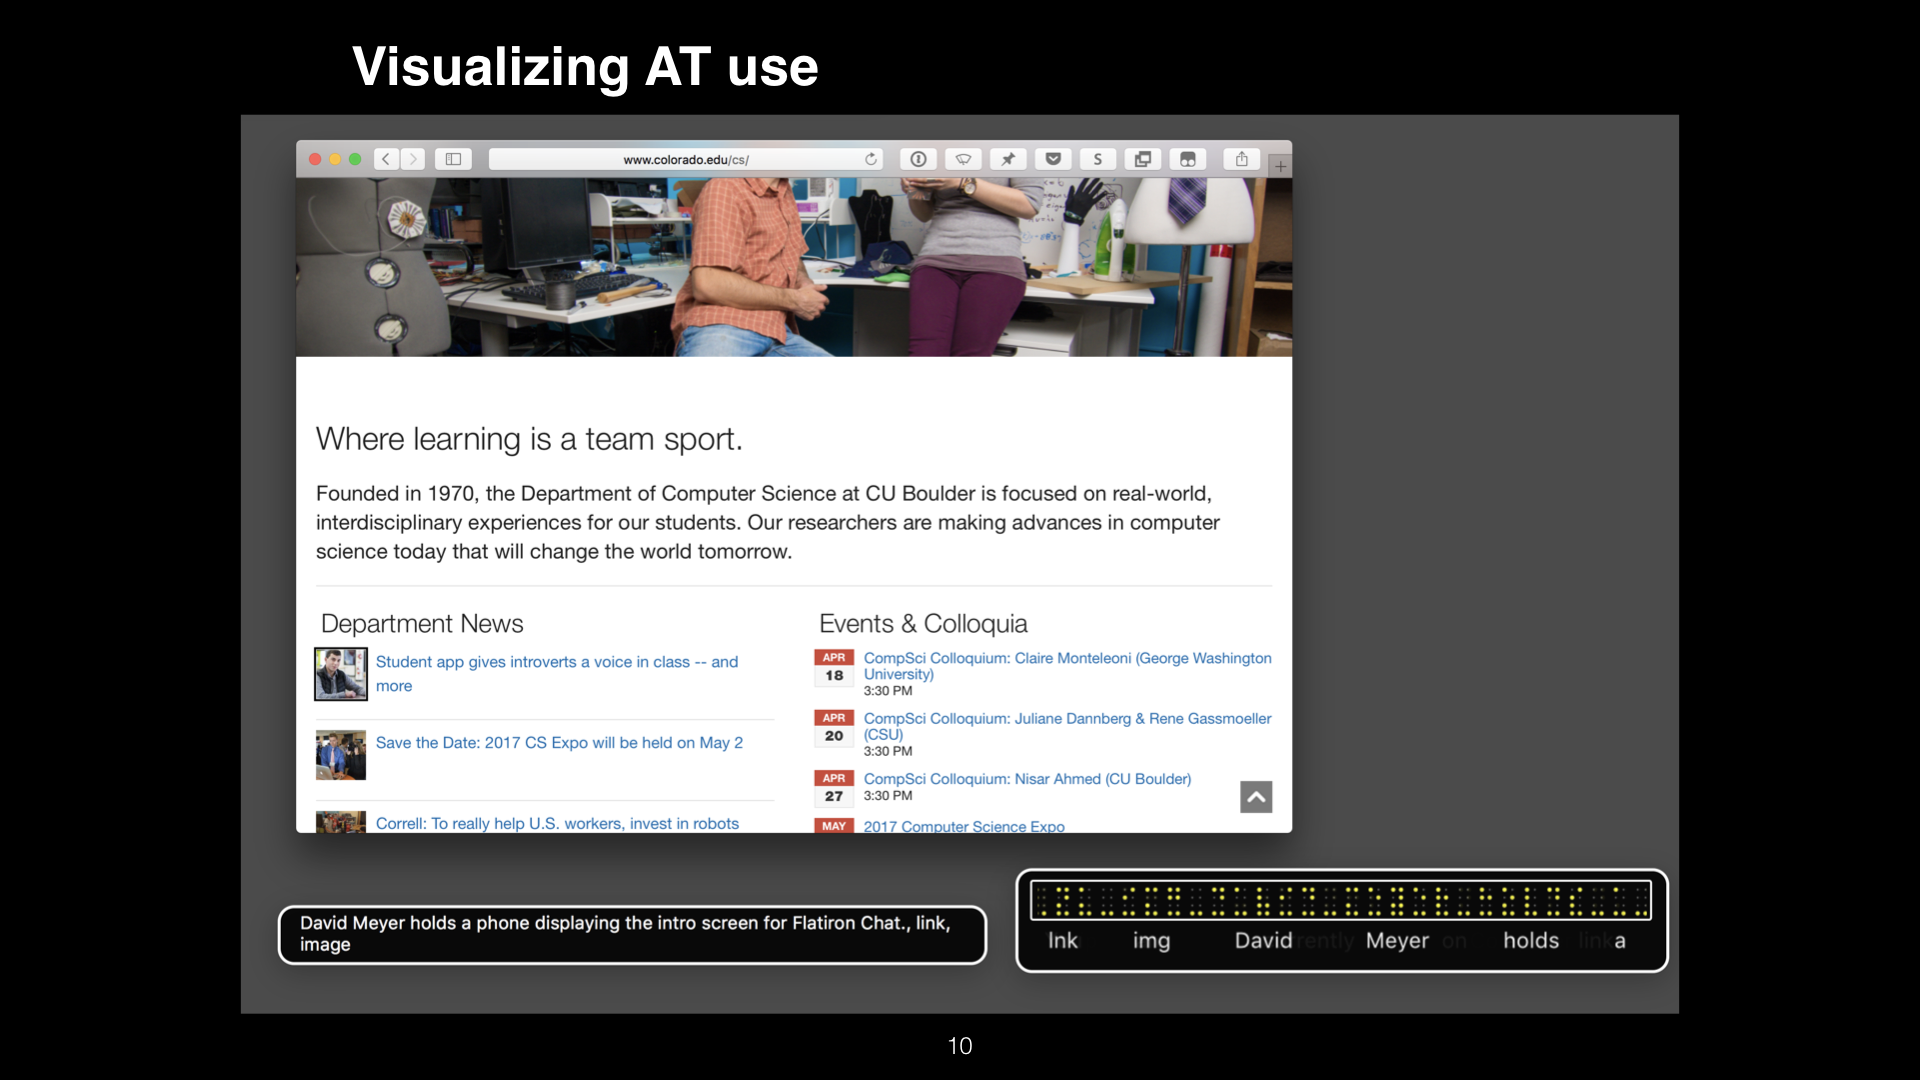 Visualizing AT use
www.colorado.edu/cs/
S
Where learning is a team sport.
Founded in 1970, the Department of Computer Science at CU Boulder is focused on real-world,
interdisciplinary experiences for our students. Our researchers are making advances in computer
science today that will change the world tomorrow.
Department News
Student app gives introverts a voice in class -- and
more
Save the Date: 2017 CS Expo will be held on May 2
Correll: To really help U.S. workers, invest in robots
Events & Colloquia
APR
18
CompSci Colloquium: Claire Monteleoni (George Washington
University)
3:30 PM
APR
20
CompSci Colloquium: Juliane Dannberg & Rene Gassmoeller
(CSU)
3:30 PM
APR
27
CompSci Colloquium: Nisar Ahmed (CU Boulder)
3:30 PM
MAY
2017 Computer Science Expo
David Meyer holds a phone displaying the intro screen for Flatiron Chat., link,
image
lnk img David Meyer on holds link a
10